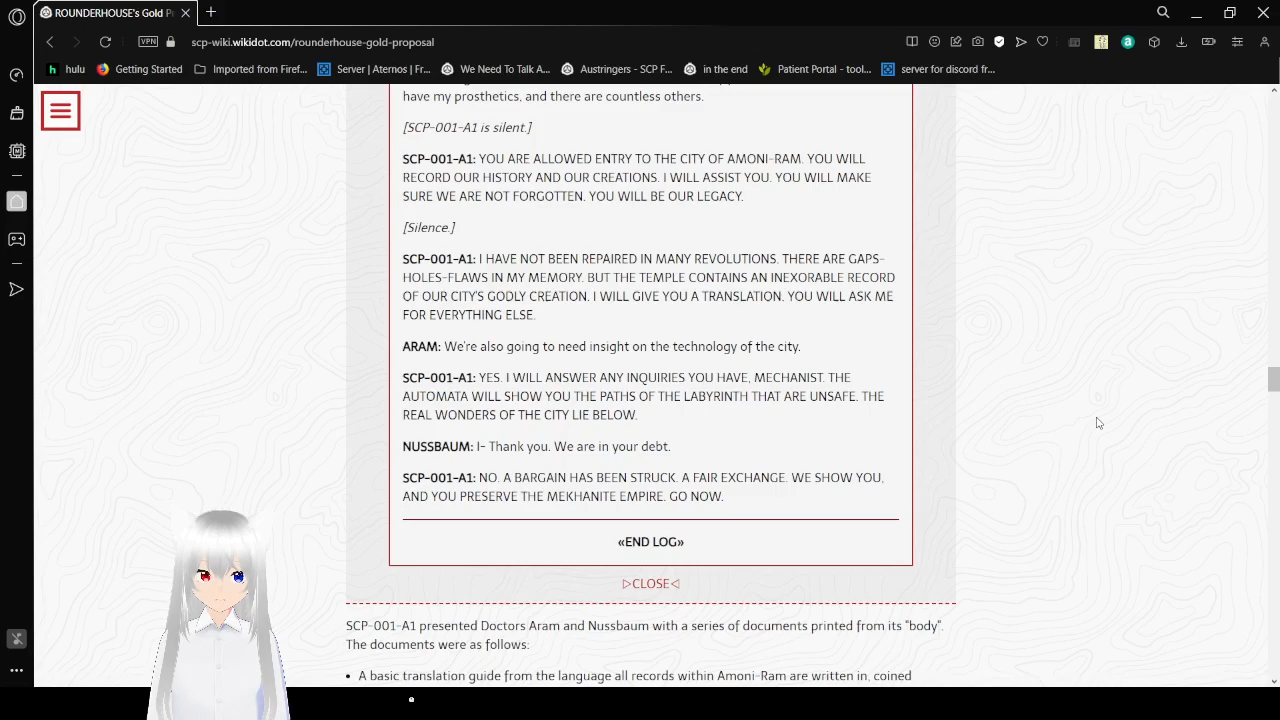 ROUNDERHOUSE's Gold P
VPN
scp-wiki.wikidot.com/rounderhouse-gold-proposal
hulu
Getting Started
Imported from Firef...
Server | Aternos | Fr...
We Need To Talk A...
Austringers - SCP F...
in the end
Patient Portal - tool...
server for discord fr...
have my prosthetics, and there are countless others.
[SCP-001-A1 is silent.]
SCP-001-A1: YOU ARE ALLOWED ENTRY TO THE CITY OF AMONI-RAM. YOU WILL
RECORD OUR HISTORY AND OUR CREATIONS. I WILL ASSIST YOU. YOU WILL MAKE
SURE WE ARE NOT FORGOTTEN. YOU WILL BE OUR LEGACY.
[Silence.]
SCP-001-A1: I HAVE NOT BEEN REPAIRED IN MANY REVOLUTIONS. THERE ARE GAPS-
HOLES-FLAWS IN MY MEMORY. BUT THE TEMPLE CONTAINS AN INEXORABLE RECORD
OF OUR CITY'S GODLY CREATION. I WILL GIVE YOU A TRANSLATION. YOU WILL ASK ME
FOR EVERYTHING ELSE.
ARAM: We're also going to need insight on the technology of the city.
SCP-001-A1: YES. I WILL ANSWER ANY INQUIRIES YOU HAVE, MECHANIST. THE
AUTOMATA WILL SHOW YOU THE PATHS OF THE LABYRINTH THAT ARE UNSAFE. THE
REAL WONDERS OF THE CITY LIE BELOW.
NUSSBAUM: I- Thank you. We are in your debt.
SCP-001-A1: NO. A BARGAIN HAS BEEN STRUCK. A FAIR EXCHANGE. WE SHOW YOU,
AND YOU PRESERVE THE MEKHANITE EMPIRE. GO NOW.
«END LOG»
▷CLOSE◁
SCP-001-A1 presented Doctors Aram and Nussbaum with a series of documents printed from its "body".
The documents were as follows:
• A basic translation guide from the language all records within Amoni-Ram are written in, coined